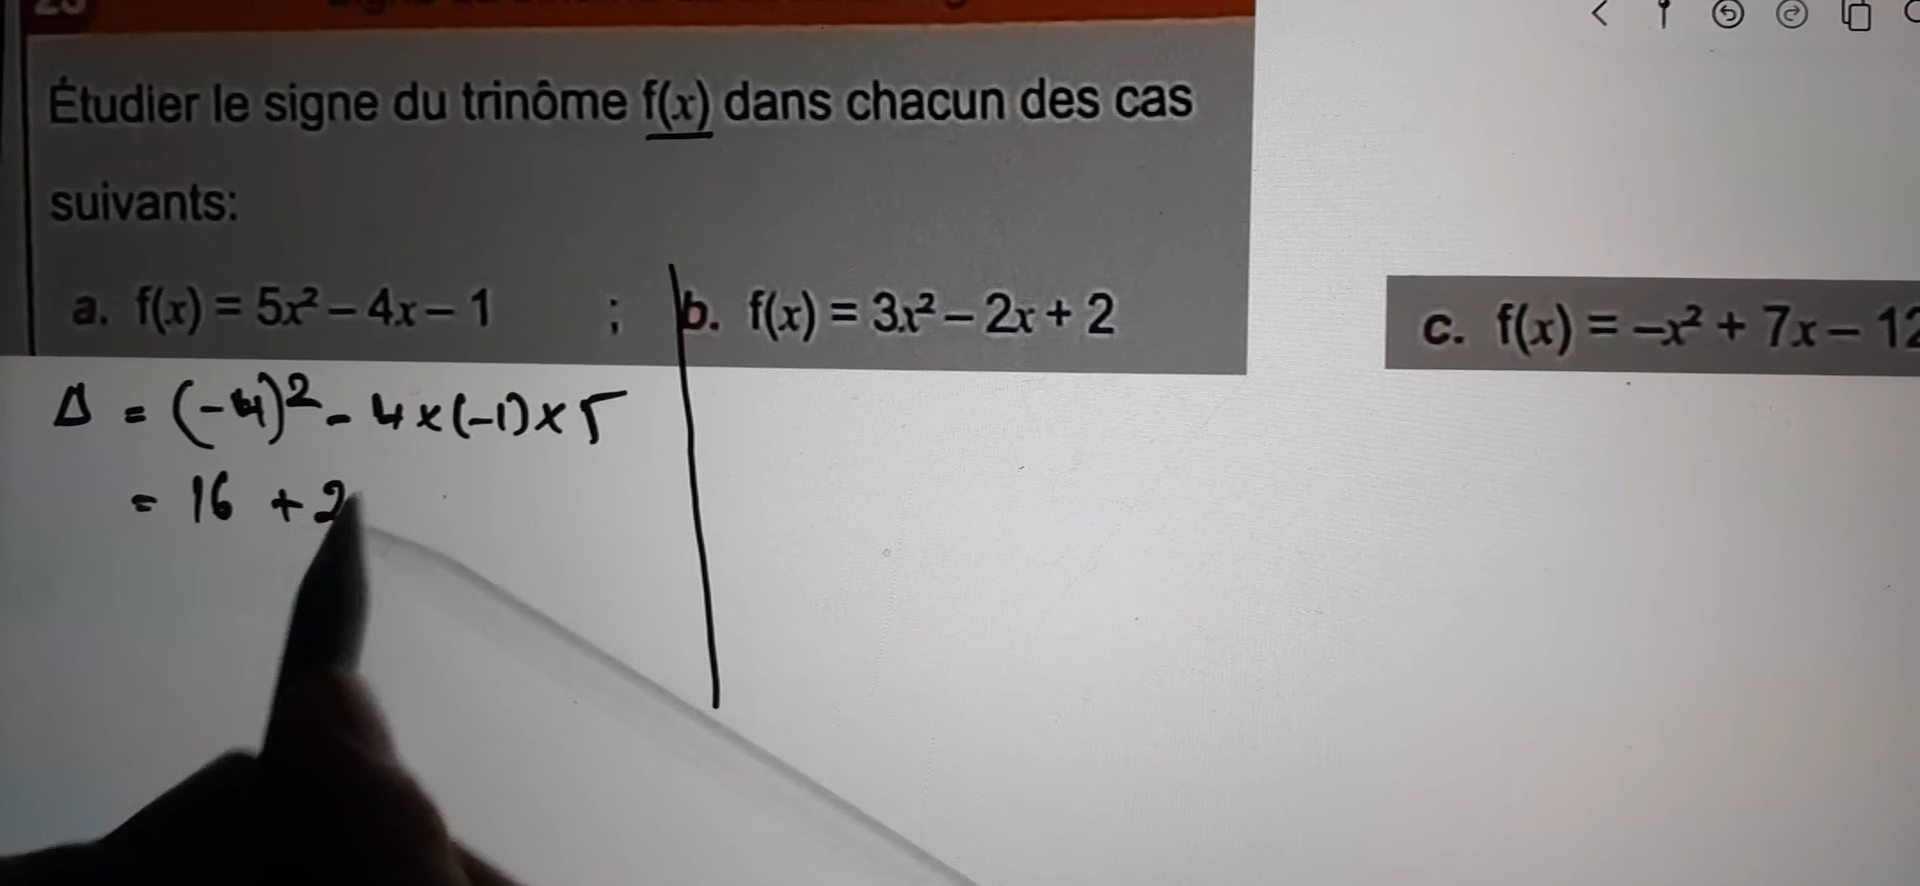 Étudier le signe du trinôme f(x) dans chacun des cas
suivants:
a. f(x) = 5x² – 4x – 1 ; b. f(x) = 3x² – 2x + 2
c. f(x) = –x² + 7x – 12
Δ = (-4)² - 4 × (-1) × 5
= 16 + 2